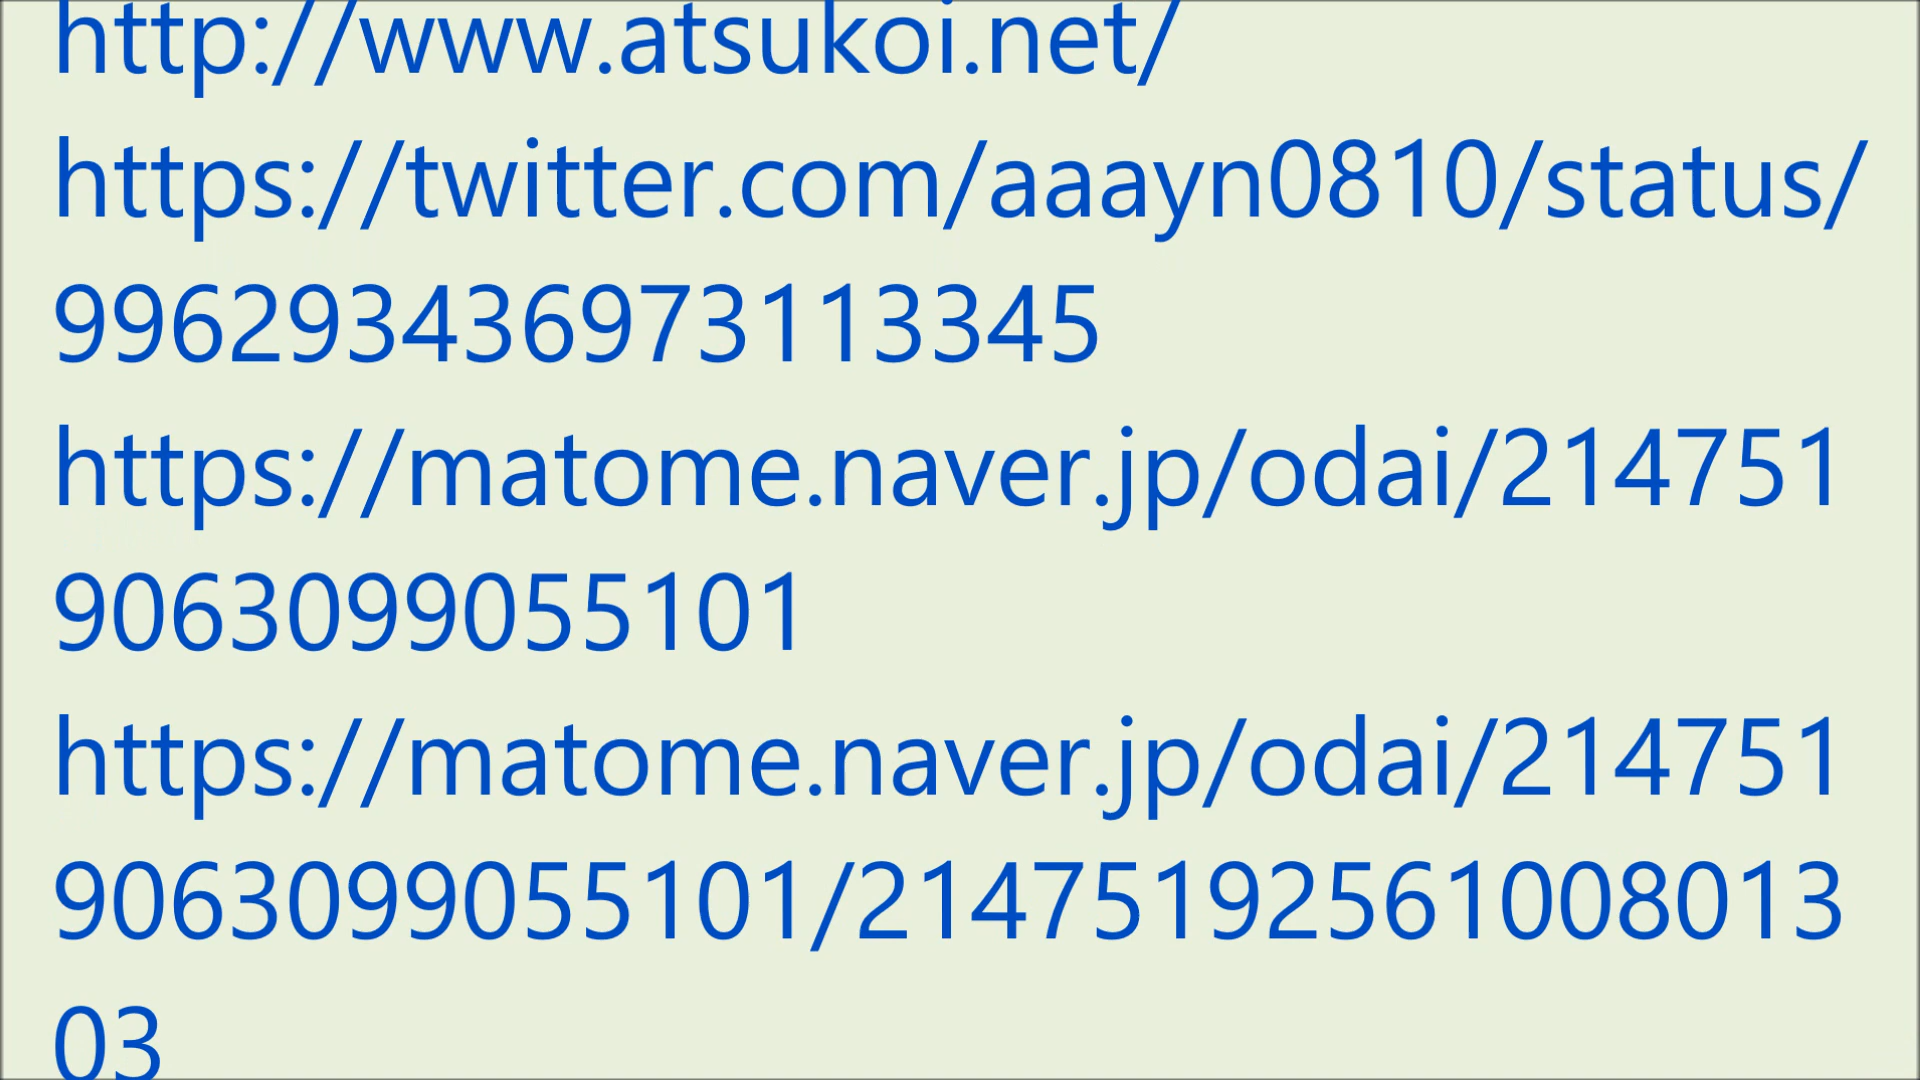 http://www.atsukoi.net/
https://twitter.com/aaayn0810/status/
996293436973113345
https://matome.naver.jp/odai/214751
9063099055101
https://matome.naver.jp/odai/214751
9063099055101/21475192561008013
03